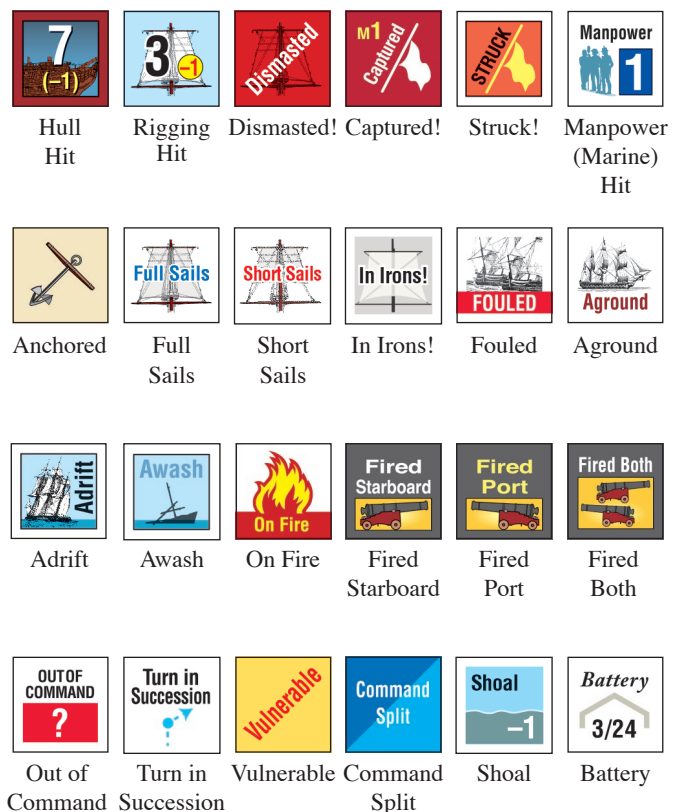 7
(–1)
3
–1
Dismasted
M1
Captured
STRUCK
Manpower
1
Hull
Hit
Rigging
Hit
Dismasted!
Captured!
Struck!
Manpower
(Marine)
Hit
Full Sails
Short Sails
In Irons!
FOULED
Aground
Anchored
Full
Sails
Short
Sails
In Irons!
Fouled
Aground
Adrift
Awash
On Fire
Fired
Starboard
Fired
Port
Fired Both
Adrift
Awash
On Fire
Fired
Starboard
Fired
Port
Fired
Both
OUT OF
COMMAND
?
Turn in
Succession
Vulnerable
Command
Split
Shoal
–1
Battery
3/24
Out of
Command
Turn in
Succession
Vulnerable
Command
Split
Shoal
Battery